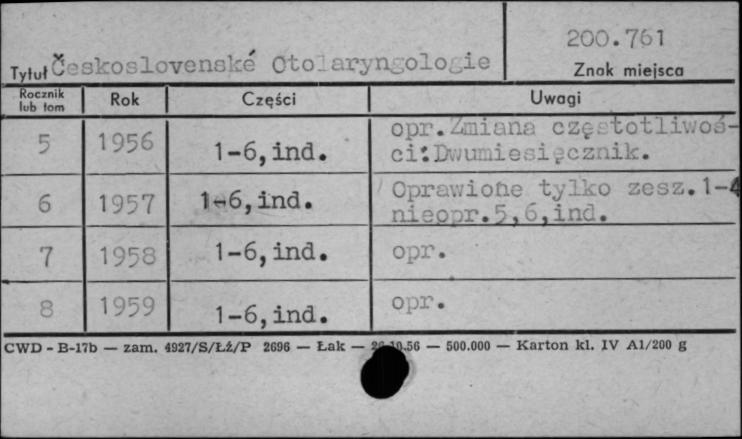 Tytuł Československé Otolaryngologie 200.761
Znak miejsca
Rocznik lub tom Rok Części Uwagi
5 1956 1-6,ind. opr.Zmiana częstotliwoś-
ci:Dwumiesięcznik.
6 1957 1-6,ind. Oprawione tylko zesz.1-4
nieopr.5,6,ind.
7 1958 1-6,ind. opr.
8 1959 1-6,ind. opr.
CWD - B-17b — zam. 4927/S/ŁŻ/P 2696 — Łak — .56 — 500.000 — Karton kl. IV A1/200 g